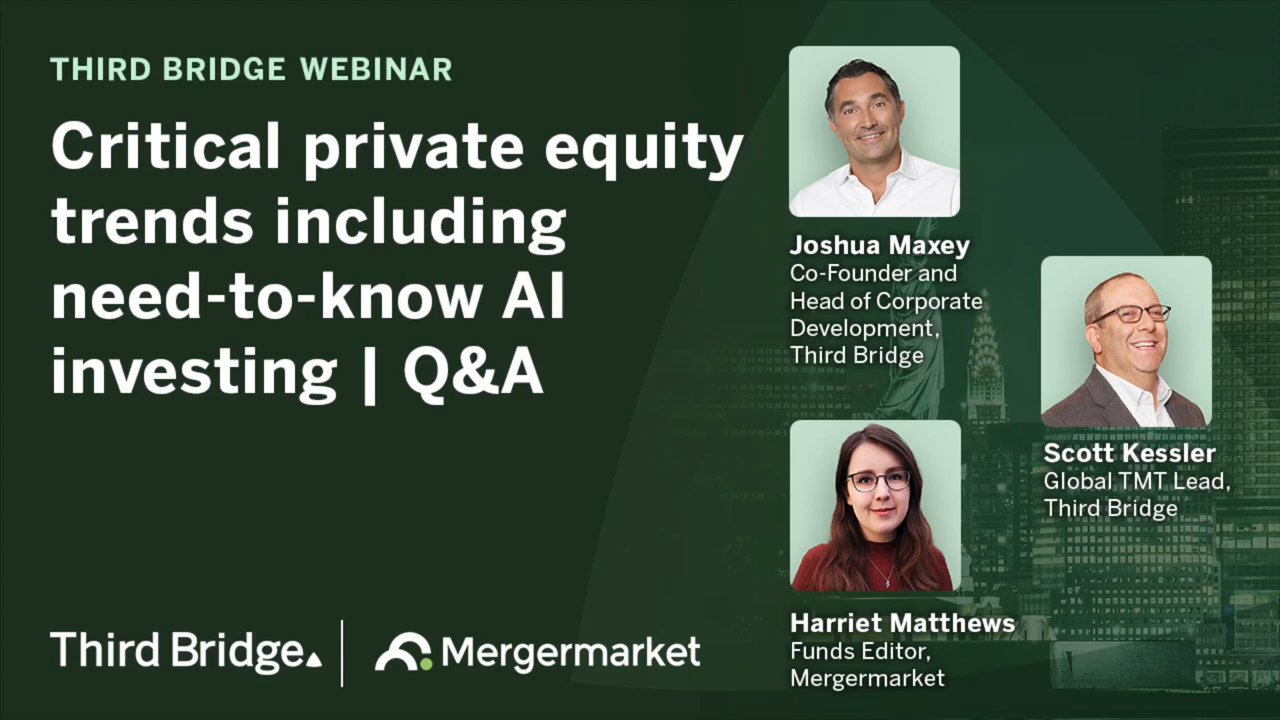 THIRD BRIDGE WEBINAR
Critical private equity
trends including
need-to-know AI
investing | Q&A
Joshua Maxey
Co-Founder and
Head of Corporate
Development,
Third Bridge
Scott Kessler
Global TMT Lead,
Third Bridge
Harriet Matthews
Funds Editor,
Mergermarket
Third Bridge
Mergermarket